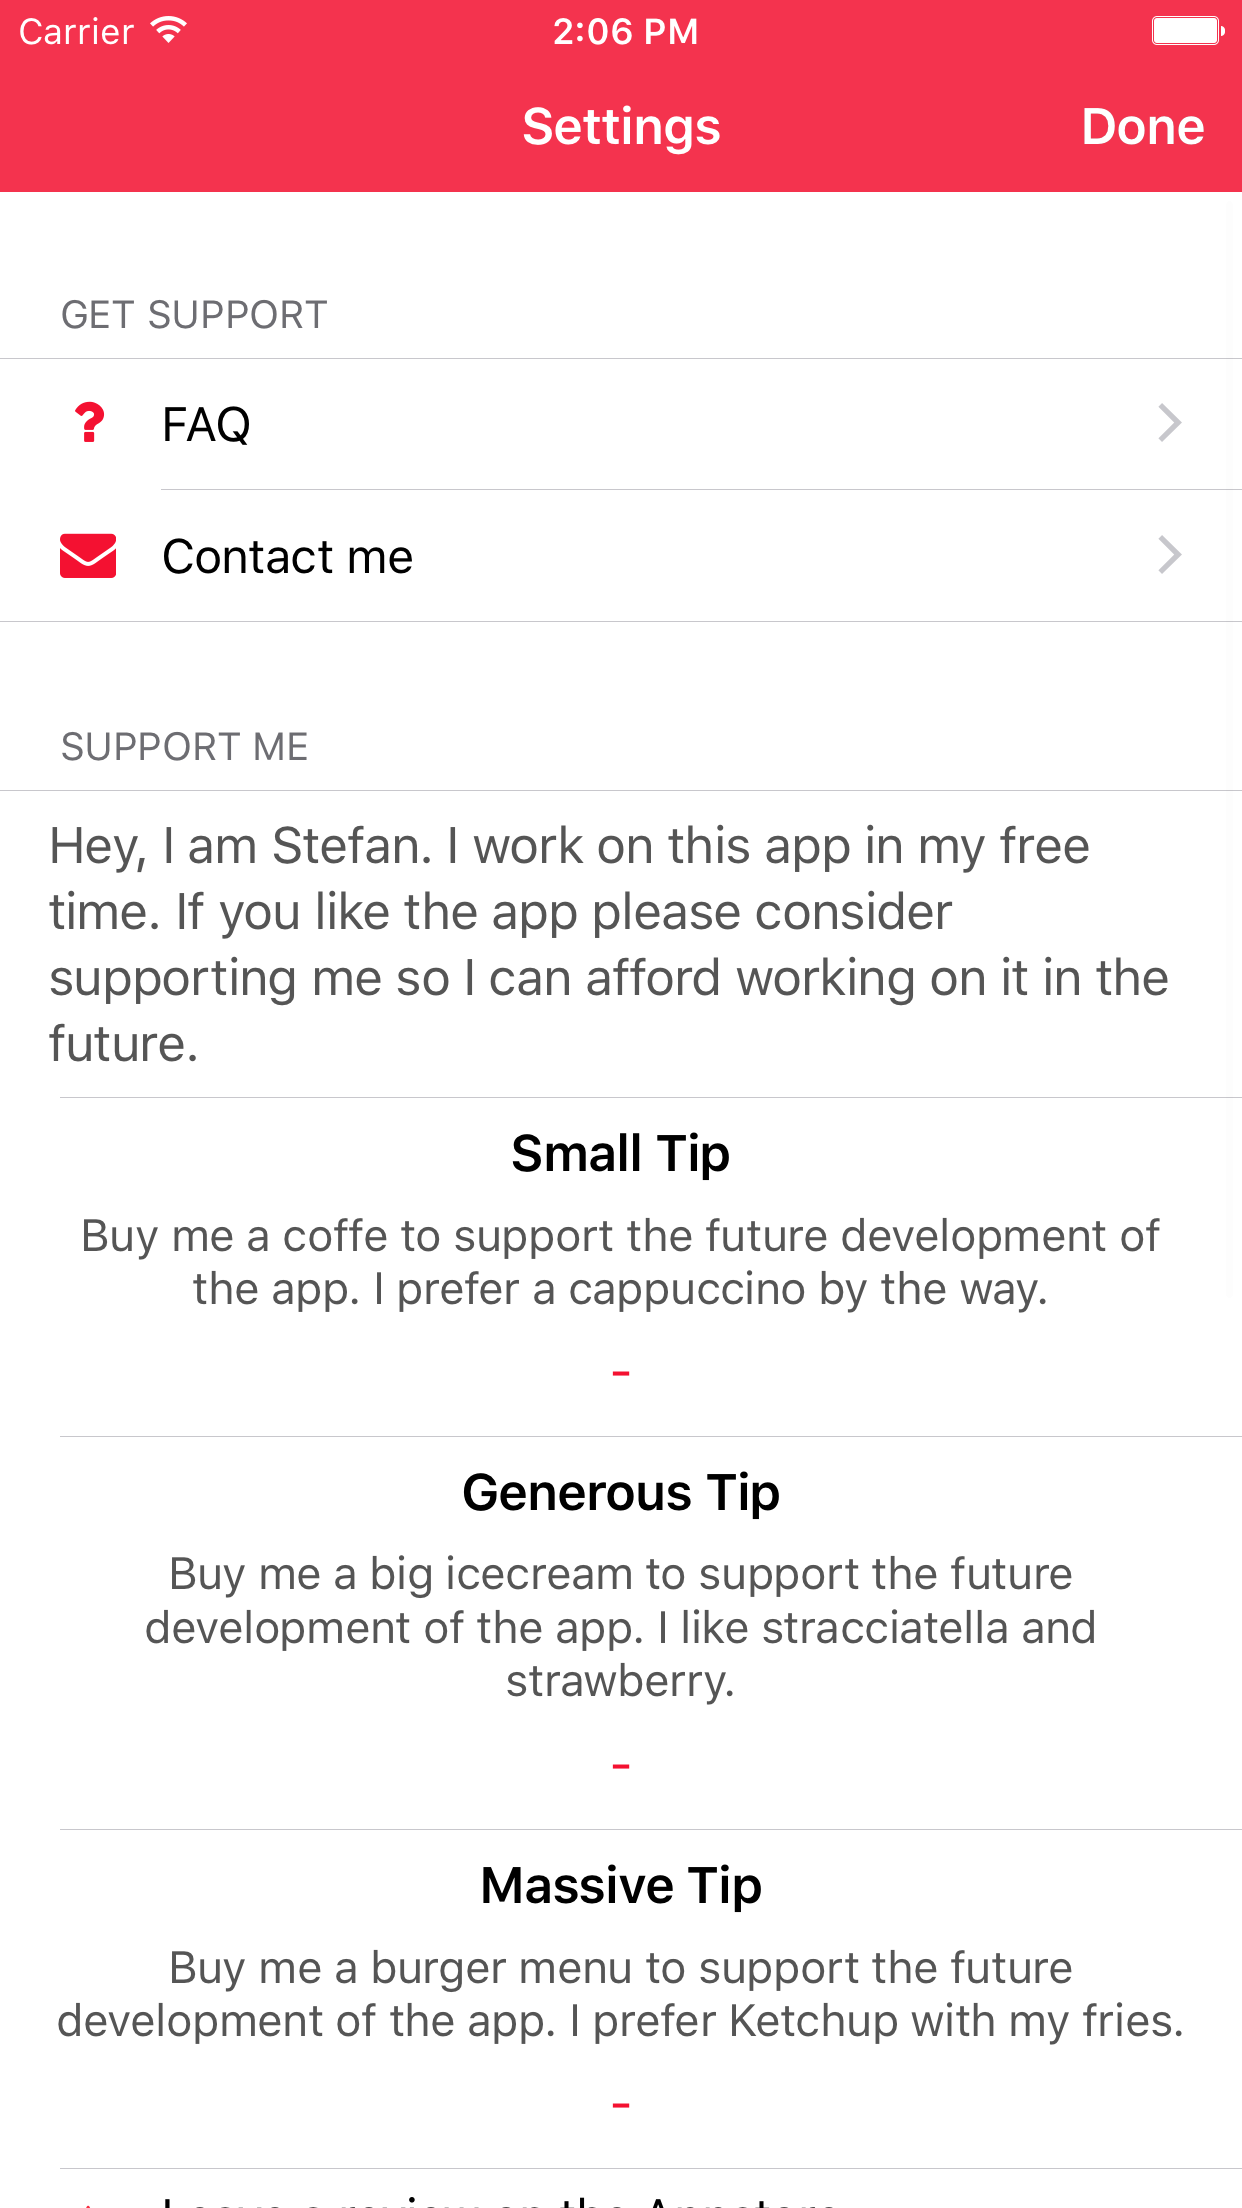 Carrier
2:06 PM
Settings
Done
GET SUPPORT
? FAQ
Contact me
SUPPORT ME
Hey, I am Stefan. I work on this app in my free
time. If you like the app please consider
supporting me so I can afford working on it in the
future.
Small Tip
Buy me a coffe to support the future development of
the app. I prefer a cappuccino by the way.
-
Generous Tip
Buy me a big icecream to support the future
development of the app. I like stracciatella and
strawberry.
-
Massive Tip
Buy me a burger menu to support the future
development of the app. I prefer Ketchup with my fries.
-
Leave a review on the Appstore